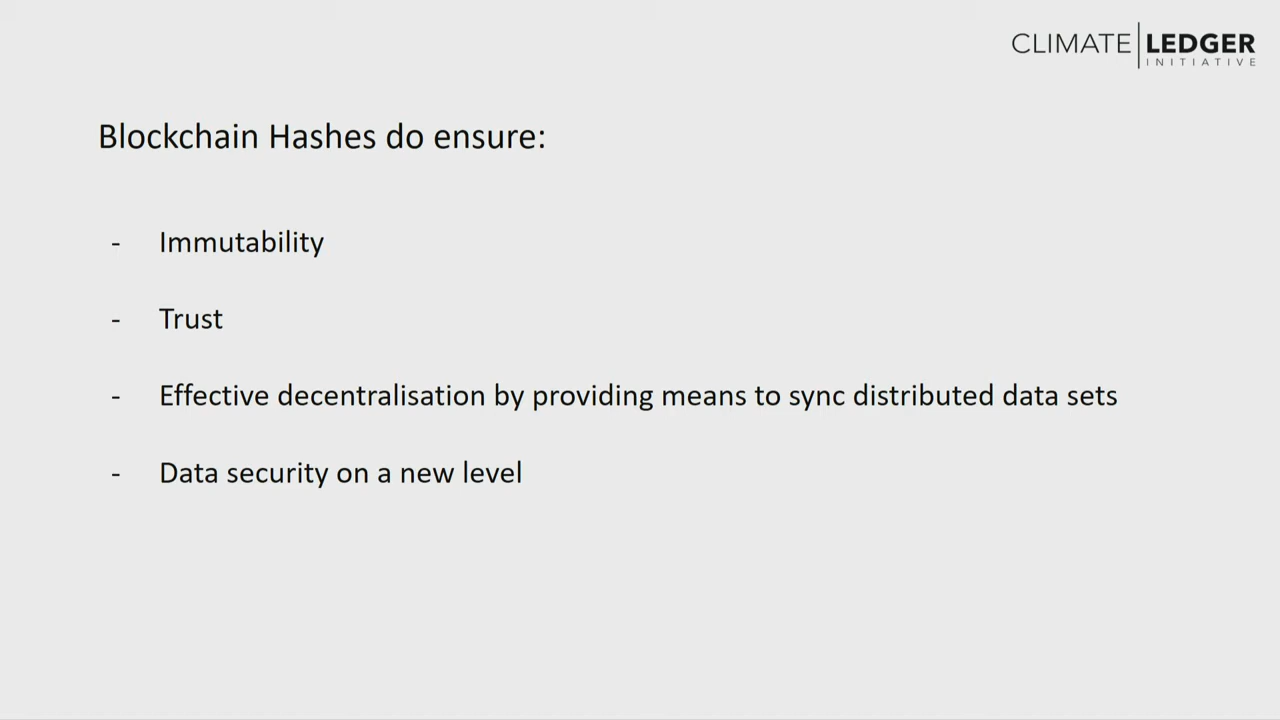 CLIMATE LEDGER
INITIATIVE
Blockchain Hashes do ensure:
- Immutability
- Trust
- Effective decentralisation by providing means to sync distributed data sets
- Data security on a new level